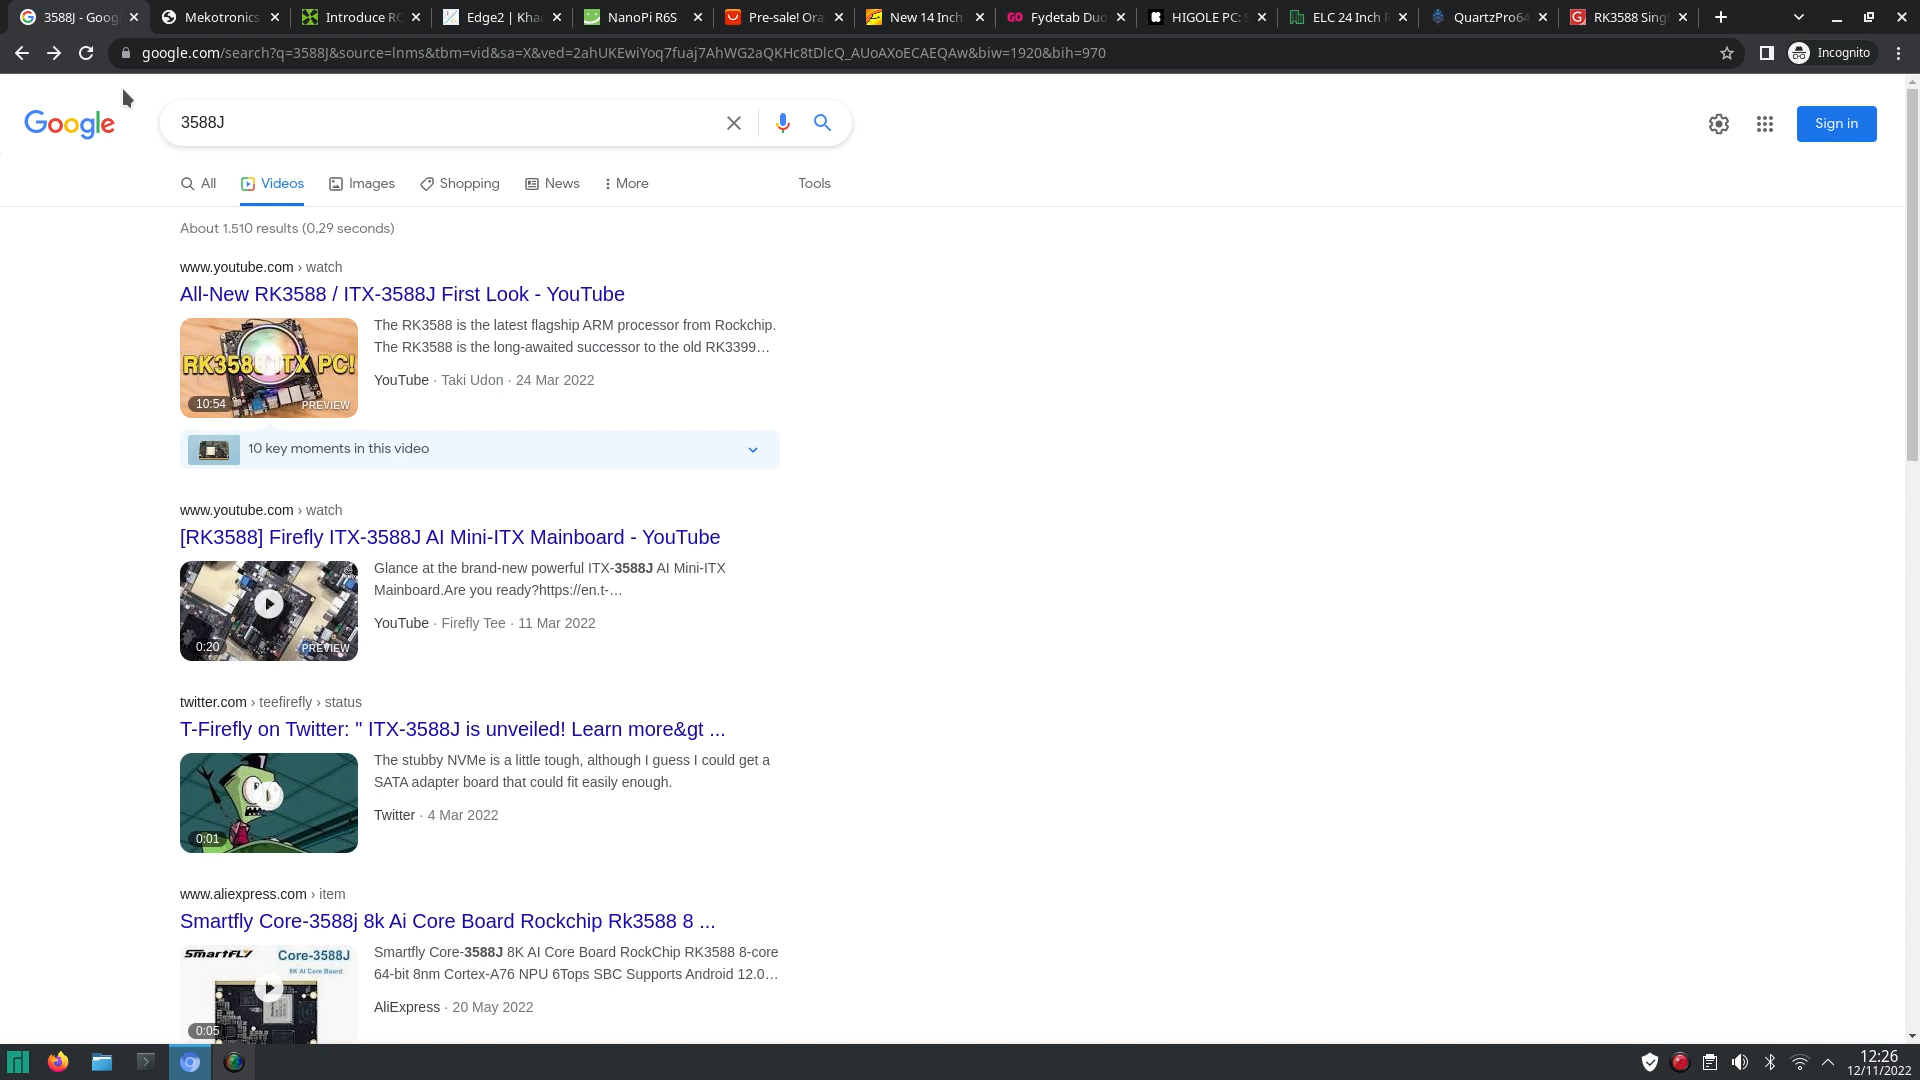 3588J - Goog
Mekotronics
Introduce RC
Edge2 | Khac
NanoPi R6S
Pre-sale! Ora
New 14 Inch
Fydetab Duo
HIGOLE PC: S
ELC 24 Inch F
QuartzPro64
RK3588 Singl
google.com/search?q=3588J&source=lnms&tbm=vid&sa=X&ved=2ahUKEwiYoq7fuaj7AhWG2aQKHc8tDlcQ_AUoAXoECAEQAw&biw=1920&bih=970
Incognito
Google
3588J
Sign in
All
Videos
Images
Shopping
News
More
Tools
About 1.510 results (0,29 seconds)
www.youtube.com › watch
All-New RK3588 / ITX-3588J First Look - YouTube
RK3588 ITX PC!
10:54
PREVIEW
The RK3588 is the latest flagship ARM processor from Rockchip.
The RK3588 is the long-awaited successor to the old RK3399…
YouTube · Taki Udon · 24 Mar 2022
10 key moments in this video
www.youtube.com › watch
[RK3588] Firefly ITX-3588J AI Mini-ITX Mainboard - YouTube
0:20
PREVIEW
Glance at the brand-new powerful ITX-3588J AI Mini-ITX
Mainboard.Are you ready?https://en.t-…
YouTube · Firefly Tee · 11 Mar 2022
twitter.com › teefirefly › status
T-Firefly on Twitter: " ITX-3588J is unveiled! Learn more&gt ...
0:01
The stubby NVMe is a little tough, although I guess I could get a
SATA adapter board that could fit easily enough.
Twitter · 4 Mar 2022
www.aliexpress.com › item
Smartfly Core-3588j 8k Ai Core Board Rockchip Rk3588 8 ...
SmartFLY
Core-3588J
8K AI Core Board
0:05
Smartfly Core-3588J 8K AI Core Board RockChip RK3588 8-core
64-bit 8nm Cortex-A76 NPU 6Tops SBC Supports Android 12.0…
AliExpress · 20 May 2022
12:26
12/11/2022